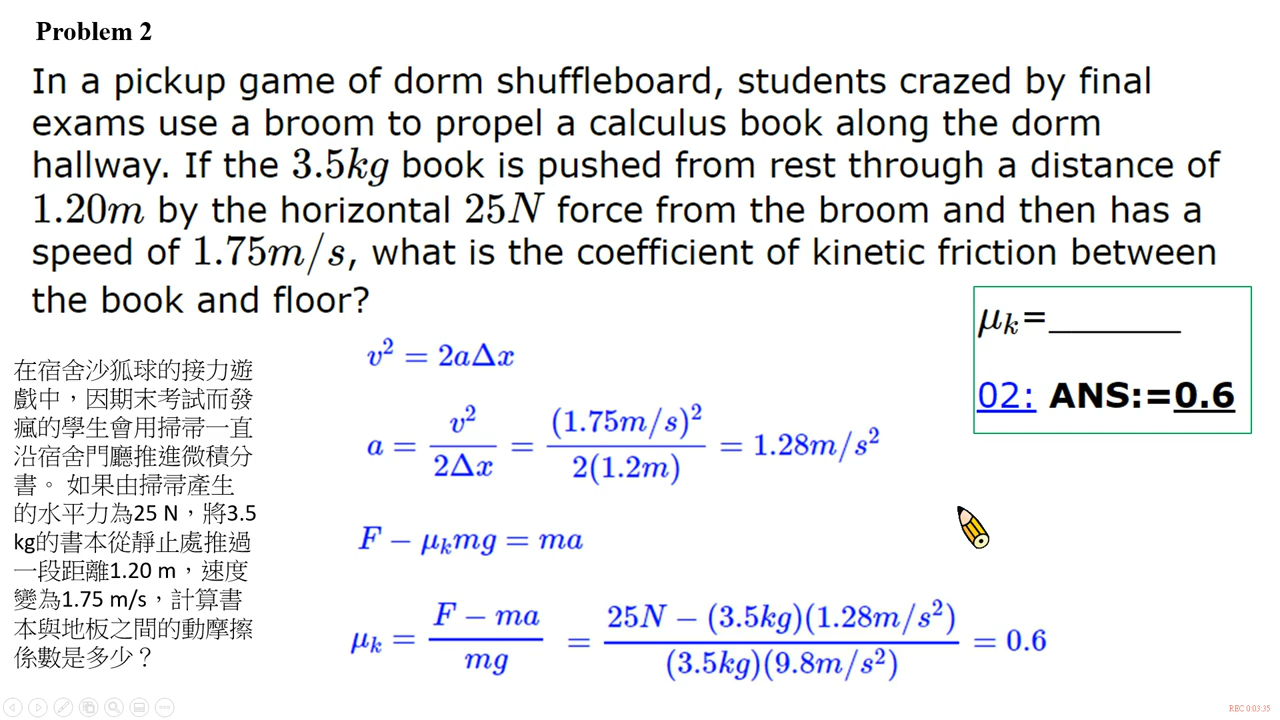 Problem 2
In a pickup game of dorm shuffleboard, students crazed by final
exams use a broom to propel a calculus book along the dorm
hallway. If the 3.5kg book is pushed from rest through a distance of
1.20m by the horizontal 25N force from the broom and then has a
speed of 1.75m/s, what is the coefficient of kinetic friction between
the book and floor?
μₖ=_______
02: ANS:=0.6
在宿舍沙狐球的接力遊
戲中，因期末考試而發
瘋的學生會用掃帚一直
沿宿舍門廳推進微積分
書。 如果由掃帚產生
的水平力為25 N，將3.5
kg的書本從靜止處推過
一段距離1.20 m，速度
變為1.75 m/s，計算書
本與地板之間的動摩擦
係數是多少？
v² = 2aΔx
a = v²/2Δx = (1.75m/s)²/2(1.2m) = 1.28m/s²
F − μₖmg = ma
μₖ = F − ma/mg = 25N − (3.5kg)(1.28m/s²)/(3.5kg)(9.8m/s²) = 0.6
REC 0:03:35